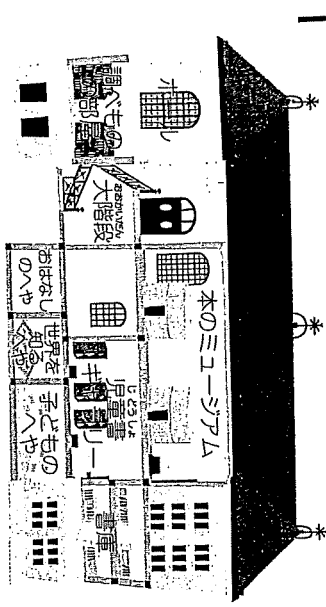 ホール
本のミュージアム
調べものの部屋
おおかいだん
大階段
じどうしょ
児童書
ギャラリー
書庫
おはなし
のへや
世界を
知る
へや
子どもの
へや